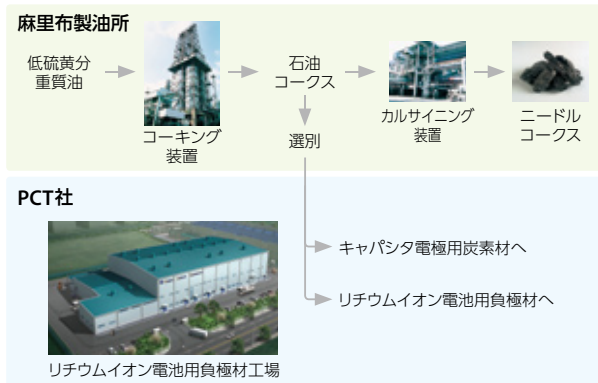 麻里布製油所
低硫黄分
重質油
コーキング
装置
石油
コークス
選別
カルサイニング
装置
ニードル
コークス
PCT社
キャパシタ電極用炭素材へ
リチウムイオン電池用負極材へ
リチウムイオン電池用負極材工場